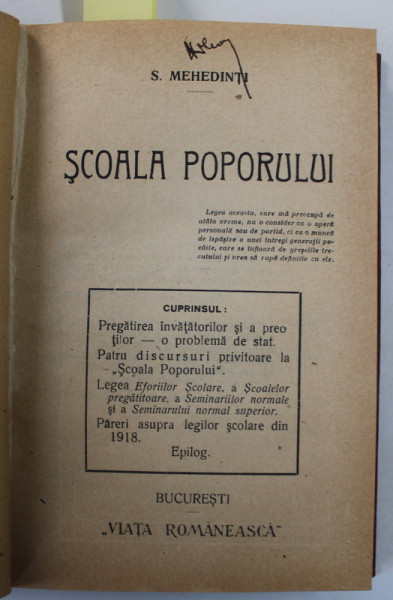 S. MEHEDINȚI
ȘCOALA POPORULUI
Legea aceasta, care mă preocupă de
atâta vreme, nu o consider ca o operă
personală sau de partid, ci ca o muncă
de ispășire a unei întregi generații pe-
cătite, care se înfioară de greșelile tre-
cutului și vrea să rupă definitiv cu ele.
....
CUPRINSUL:
Pregătirea învățătorilor și a preo
ților — o problemă de stat.
Patru discursuri privitoare la
„Școala Poporului".
Legea Eforiilor Școlare, a Școalelor
pregătitoare, a Seminariilor normale
și a Seminarului normal superior.
Păreri asupra legilor școlare din
1918.
Epilog.
BUCUREȘTI
„VIAȚA ROMÂNEASCĂ"